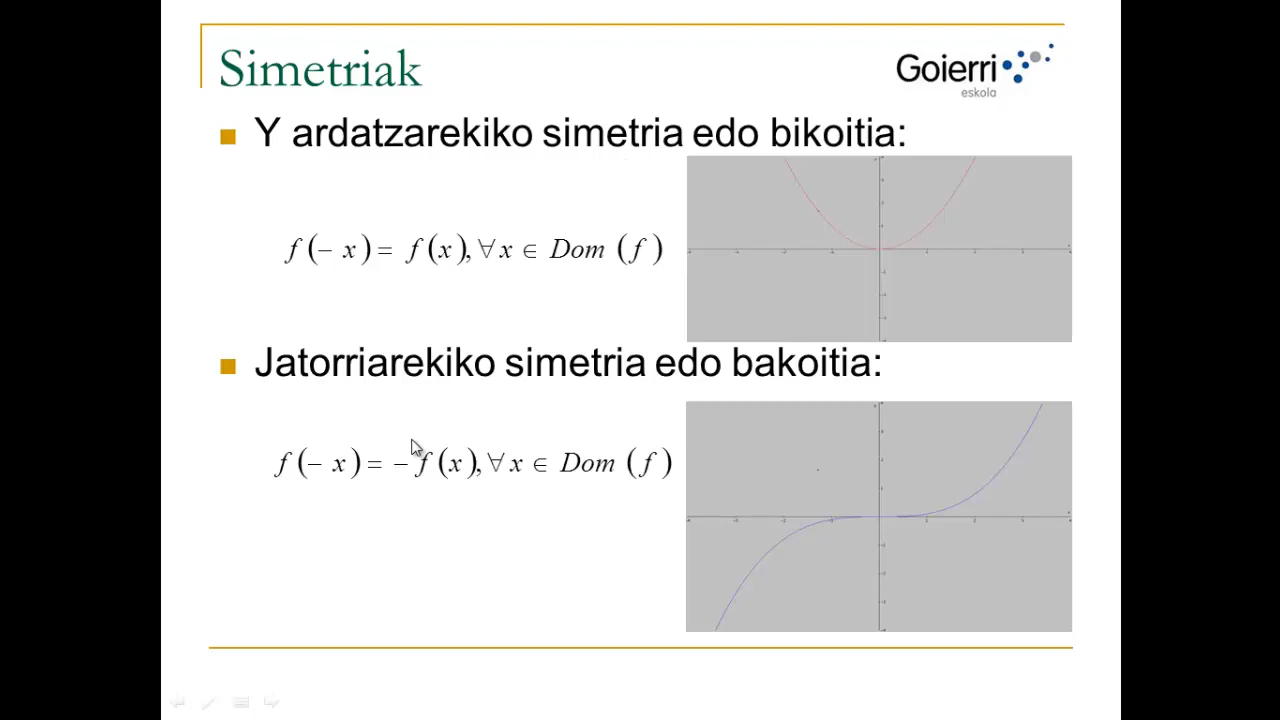 Simetriak
Goierri
eskola
Y ardatzarekiko simetria edo bikoitia:
f (− x) = f (x), ∀ x ∈ Dom (f)
Jatorriarekiko simetria edo bakoitia:
f (− x) = − f (x), ∀ x ∈ Dom (f)